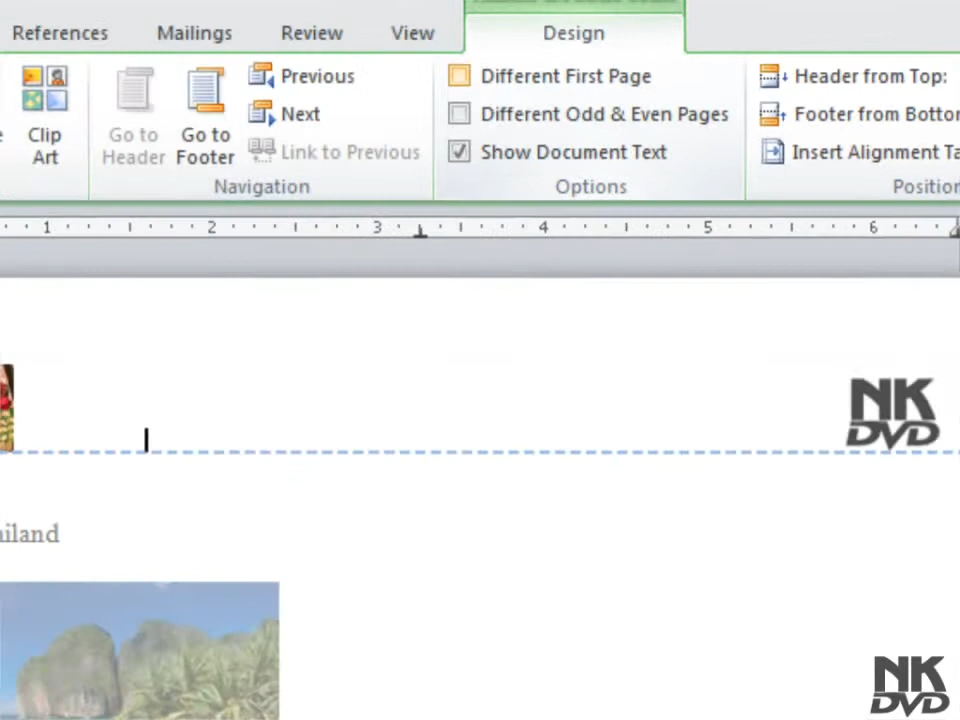 References Mailings Review View Design
Previous Different First Page Header from Top:
Clip Art Go to Header Go to Footer Next Different Odd & Even Pages Footer from Botto
Link to Previous Show Document Text Insert Alignment Ta
Navigation Options Position
1 2 3 4 5 6
NK
DVD
ailand
NK
DVD